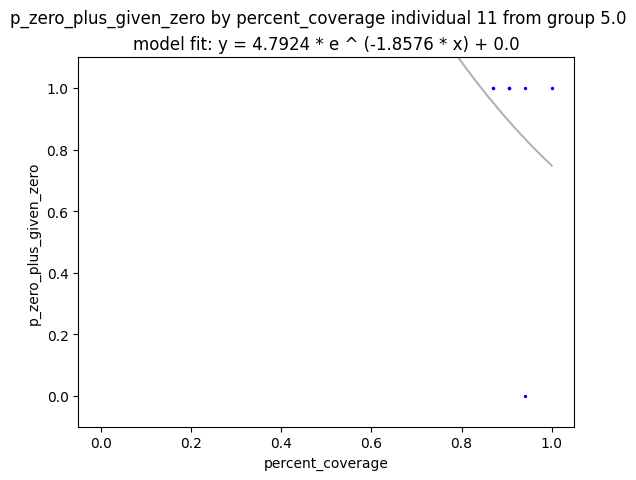 p_zero_plus_given_zero by percent_coverage individual 11 from group 5.0
model fit: y = 4.7924 * e ^ (-1.8576 * x) + 0.0
1.0
0.8
0.6
0.4
0.2
0.0
p_zero_plus_given_zero
0.0 0.2 0.4 0.6 0.8 1.0
percent_coverage